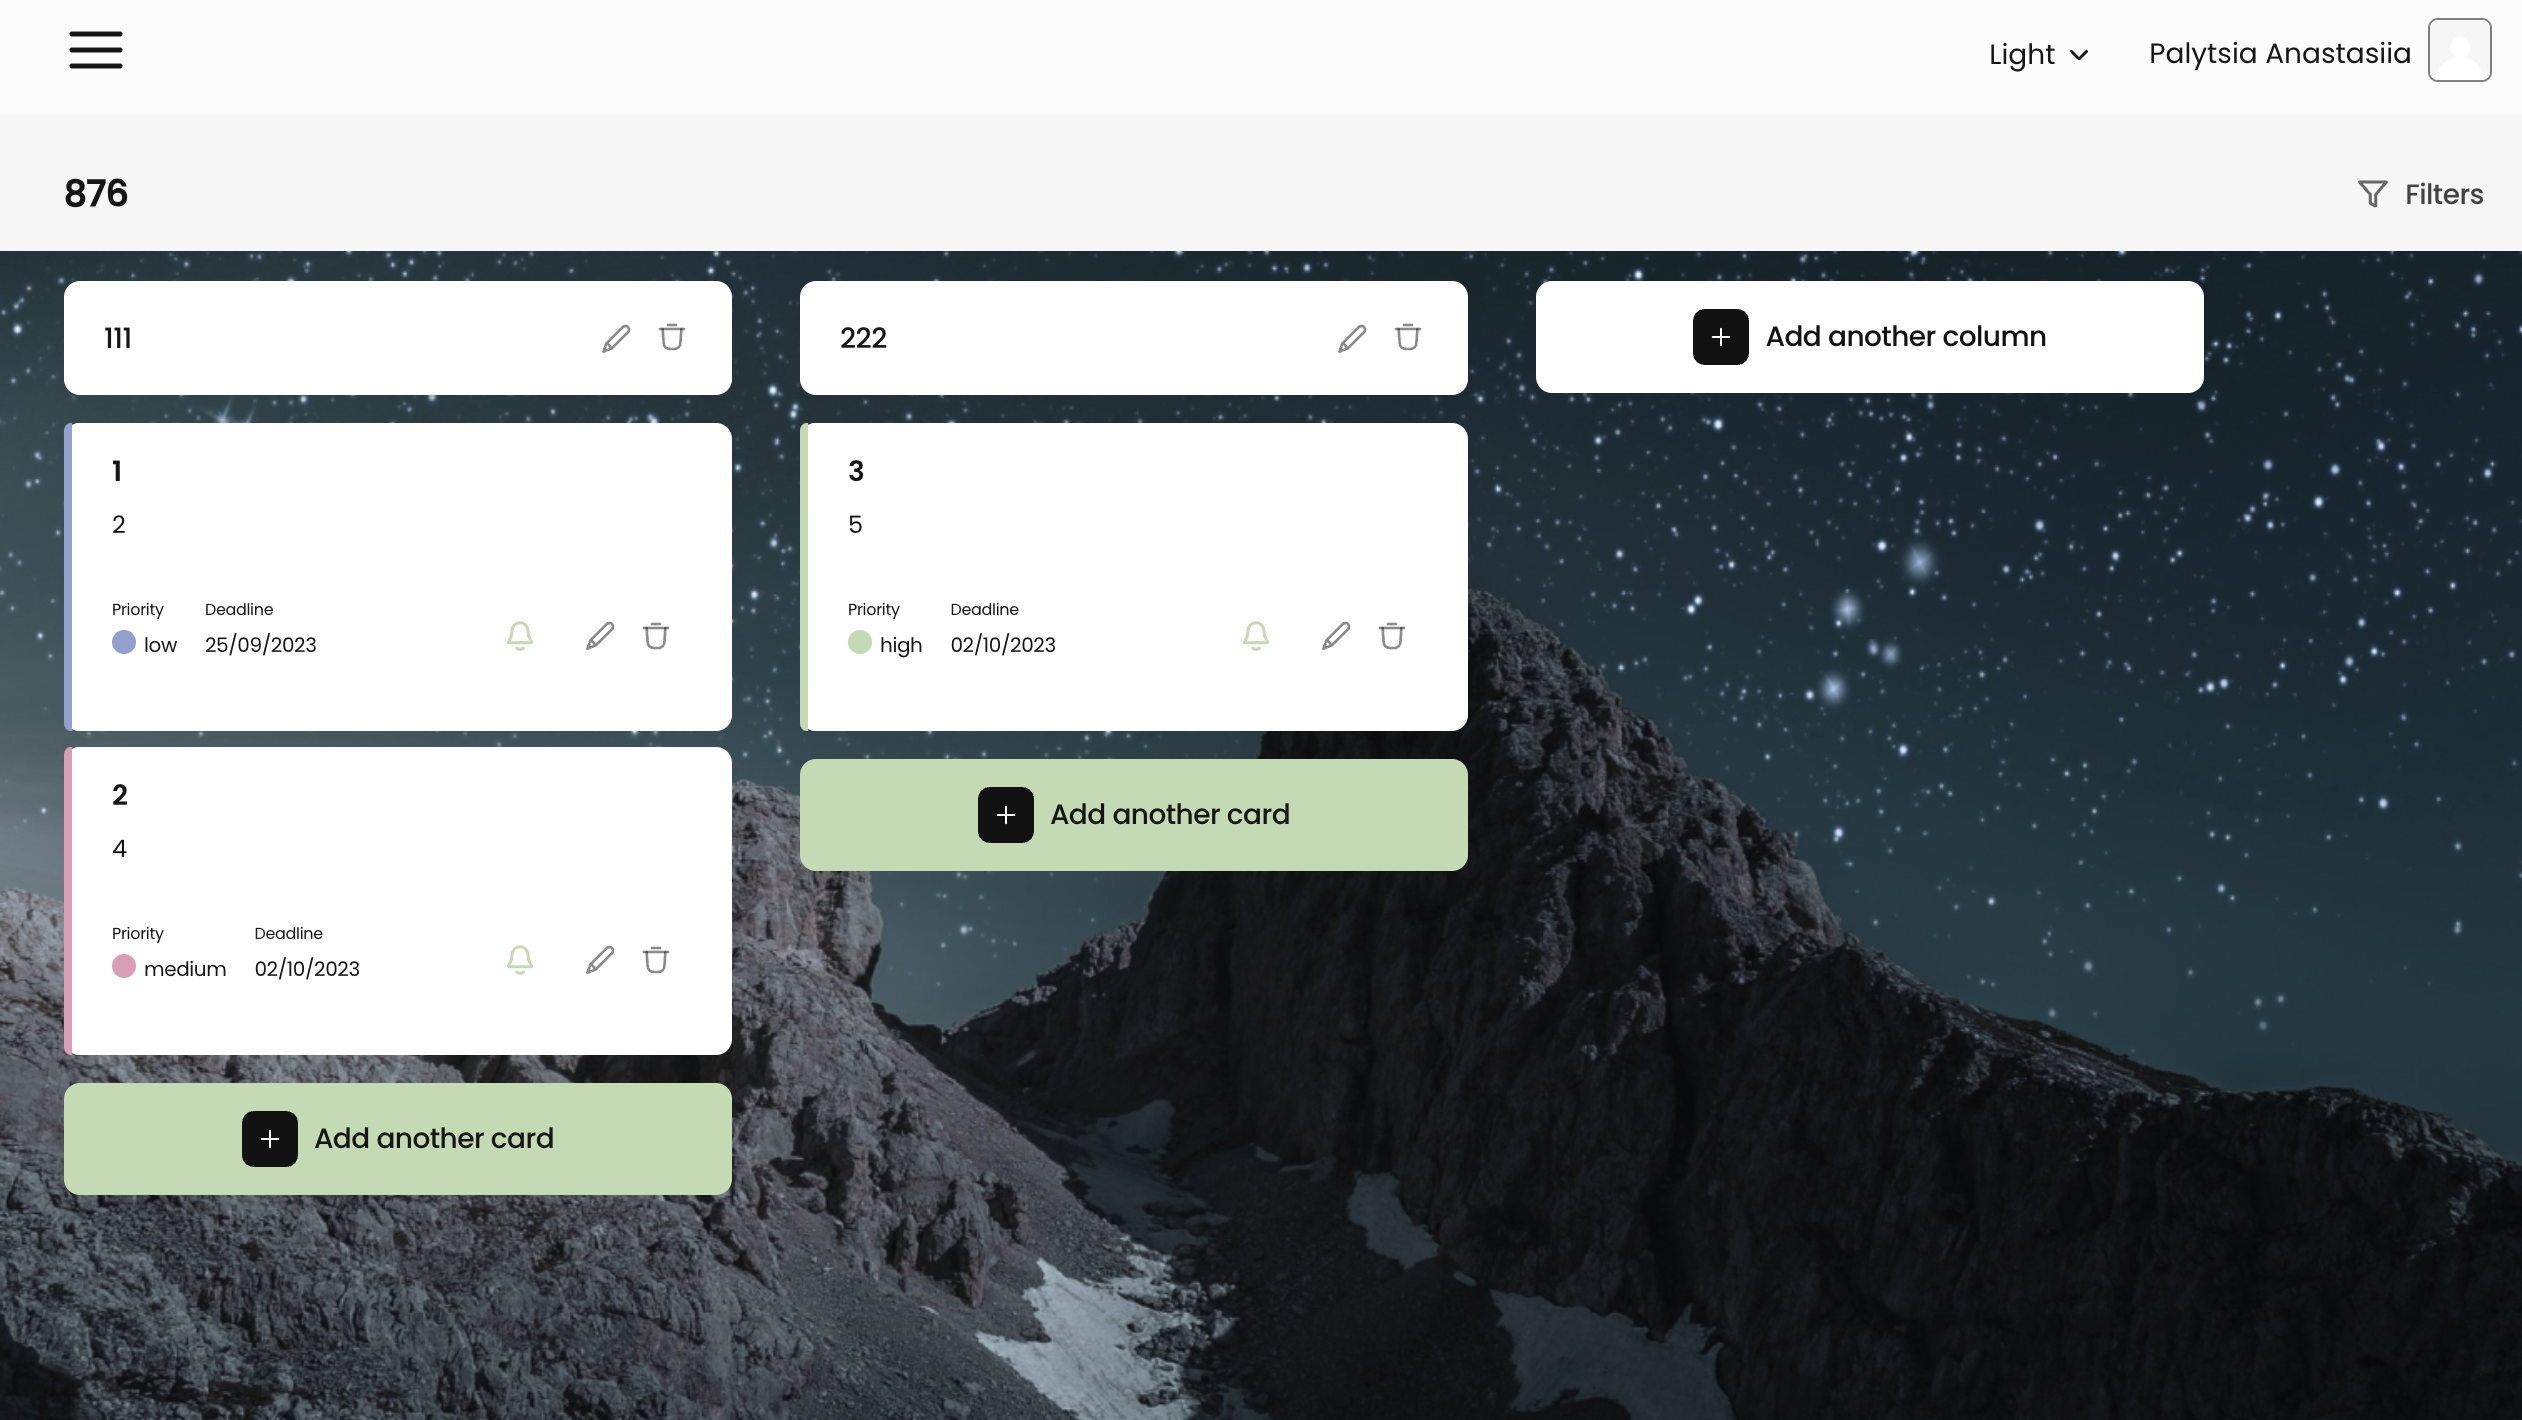 Light
Palytsia Anastasiia
876
Filters
111
222
Add another column
1
2
Priority
Deadline
low
25/09/2023
3
5
Priority
Deadline
high
02/10/2023
2
4
Priority
Deadline
medium
02/10/2023
Add another card
Add another card